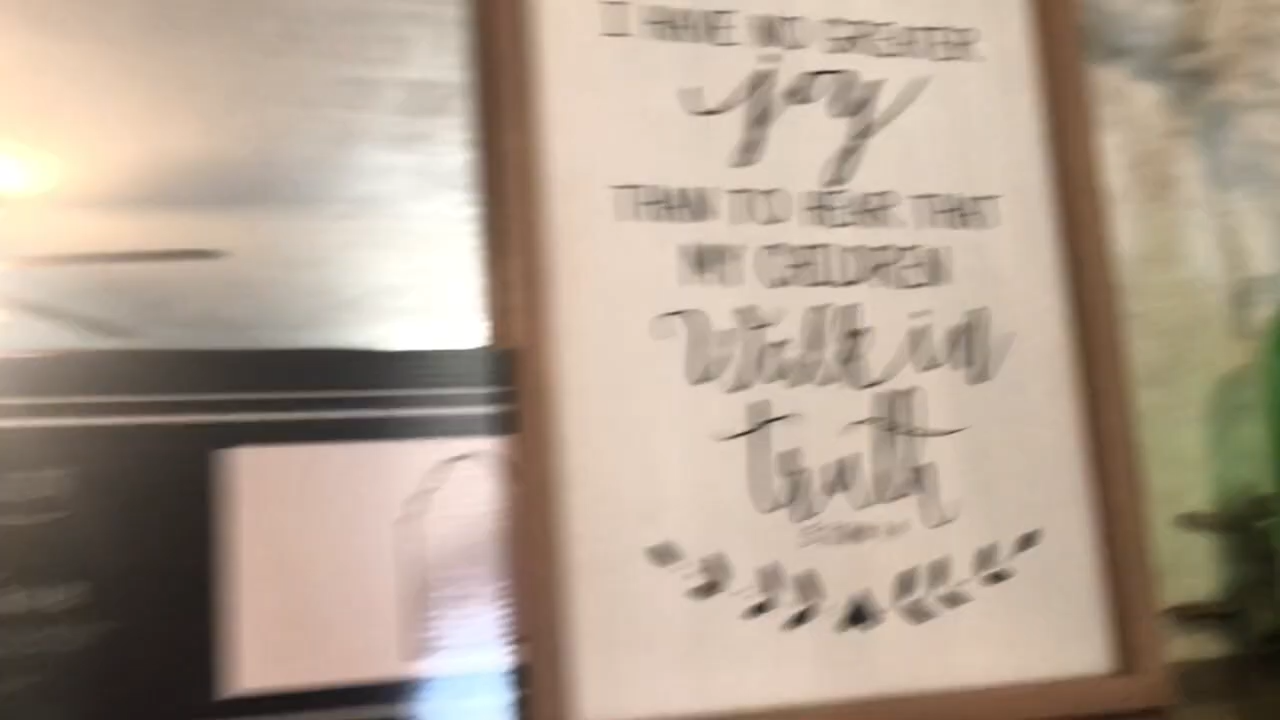 I HAVE NO GREATER
joy
THAN TO HEAR THAT
MY CHILDREN
Walk in
truth